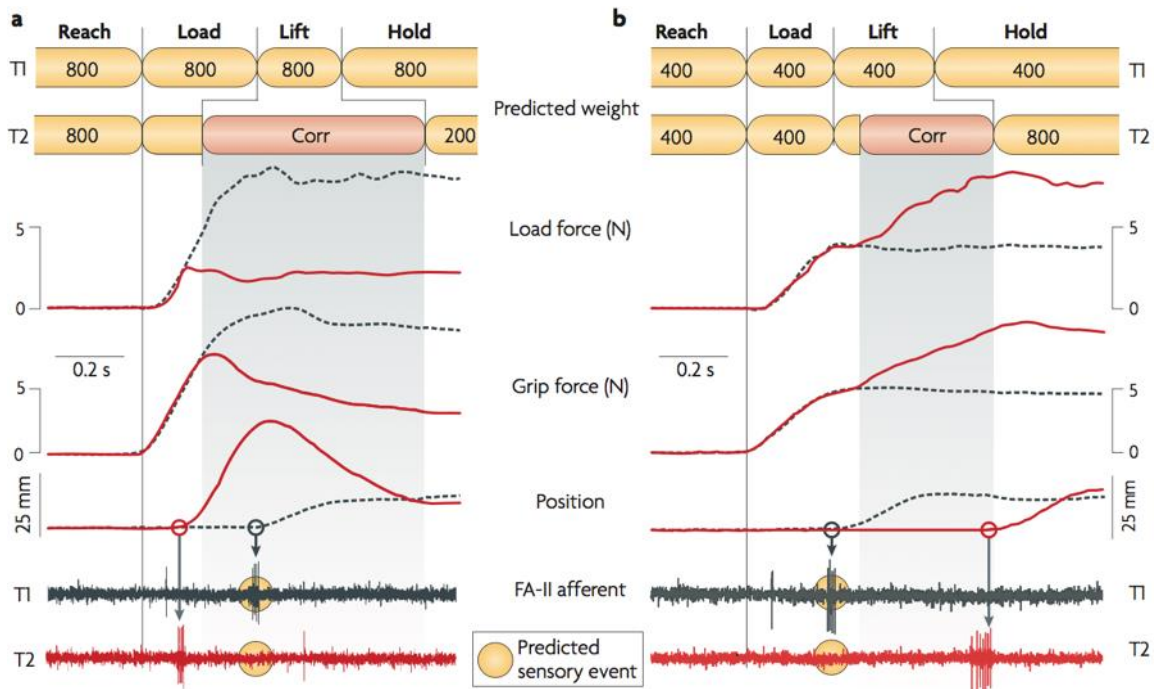 a
Reach Load Lift Hold
T1 800 800 800 800
T2 800 Corr 200
b
Reach Load Lift Hold
400 400 400 400 T1
400 400 Corr 800 T2
Predicted weight
Load force (N)
5
0
5
0
0.2 s
0.2 s
Grip force (N)
5
0
5
0
Position
25 mm
25 mm
FA-II afferent
T1
T1
T2
T2
Predicted
sensory event